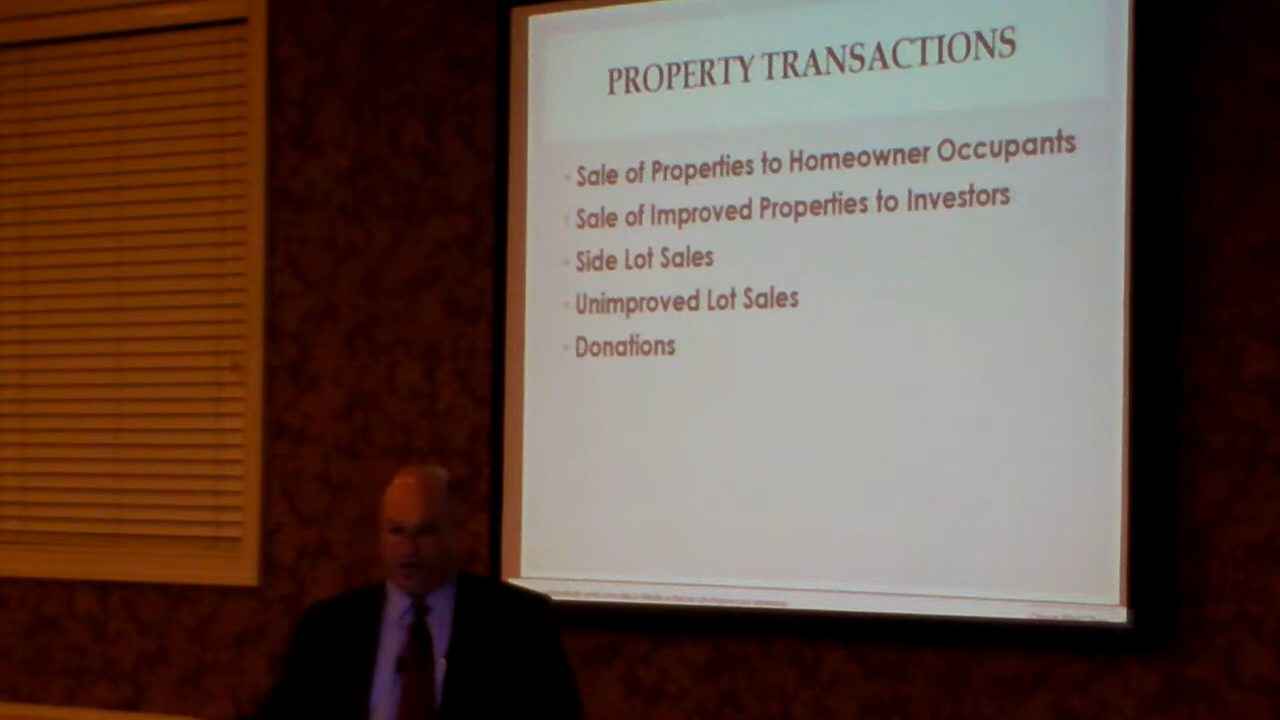 PROPERTY TRANSACTIONS
Sale of Properties to Homeowner Occupants
Sale of Improved Properties to Investors
Side Lot Sales
Unimproved Lot Sales
Donations